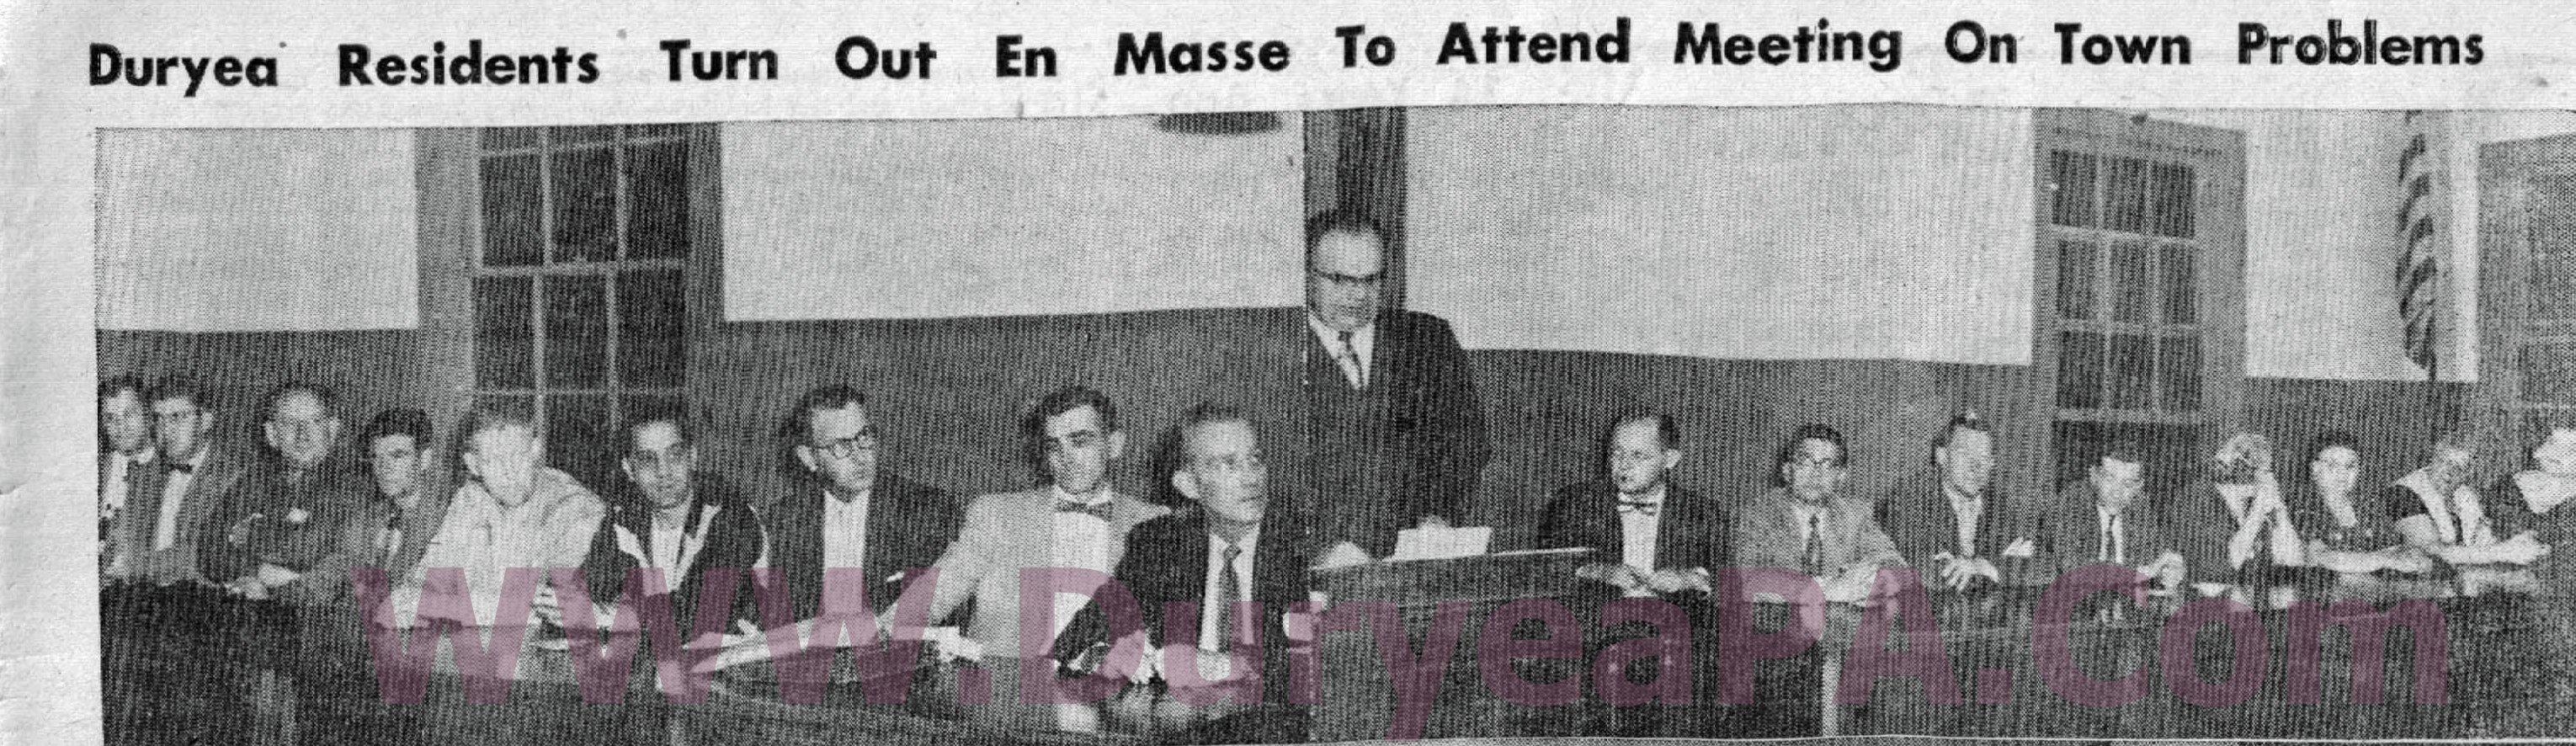 Duryea Residents Turn Out En Masse To Attend Meeting On Town Problems
WWW.DuryeaPA.Com